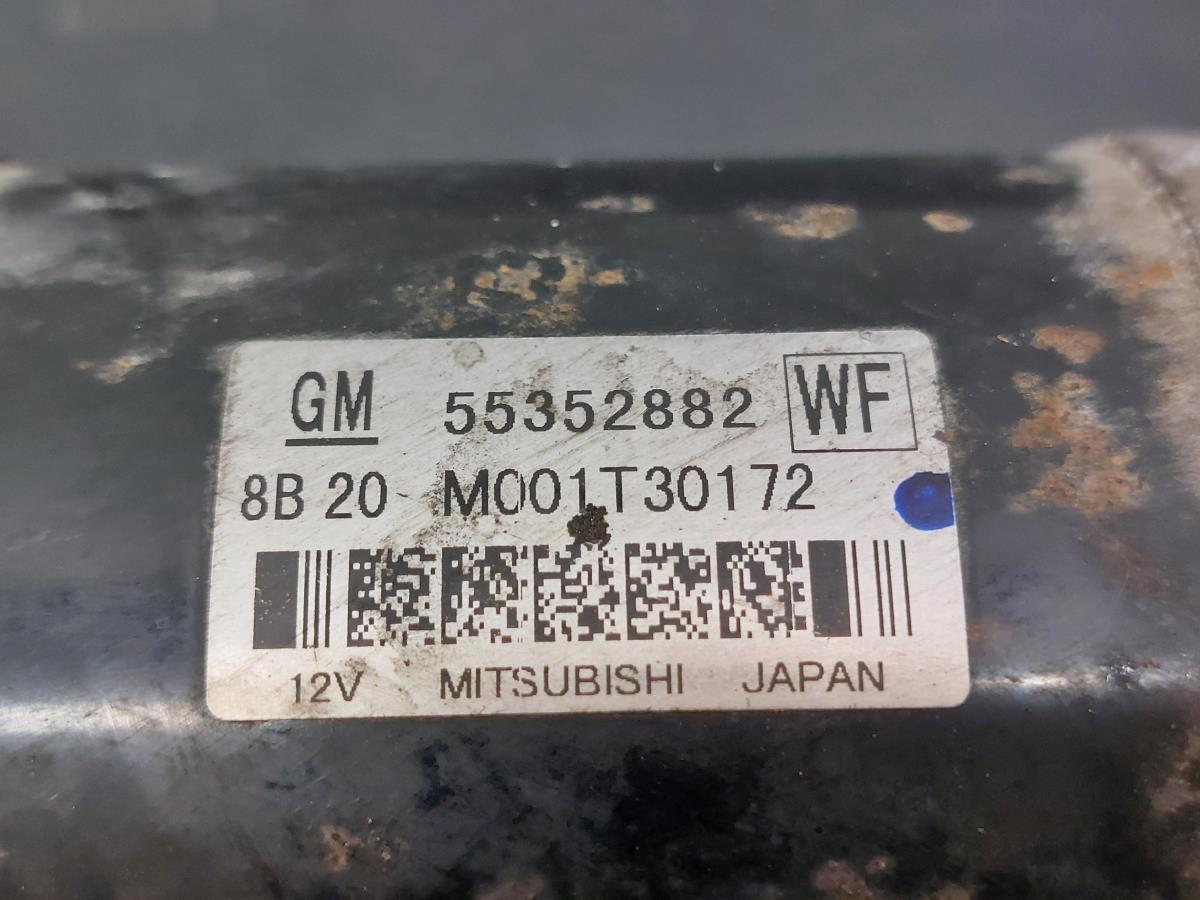 GM 55352882 WF
8B 20 M001T30172
12V MITSUBISHI JAPAN